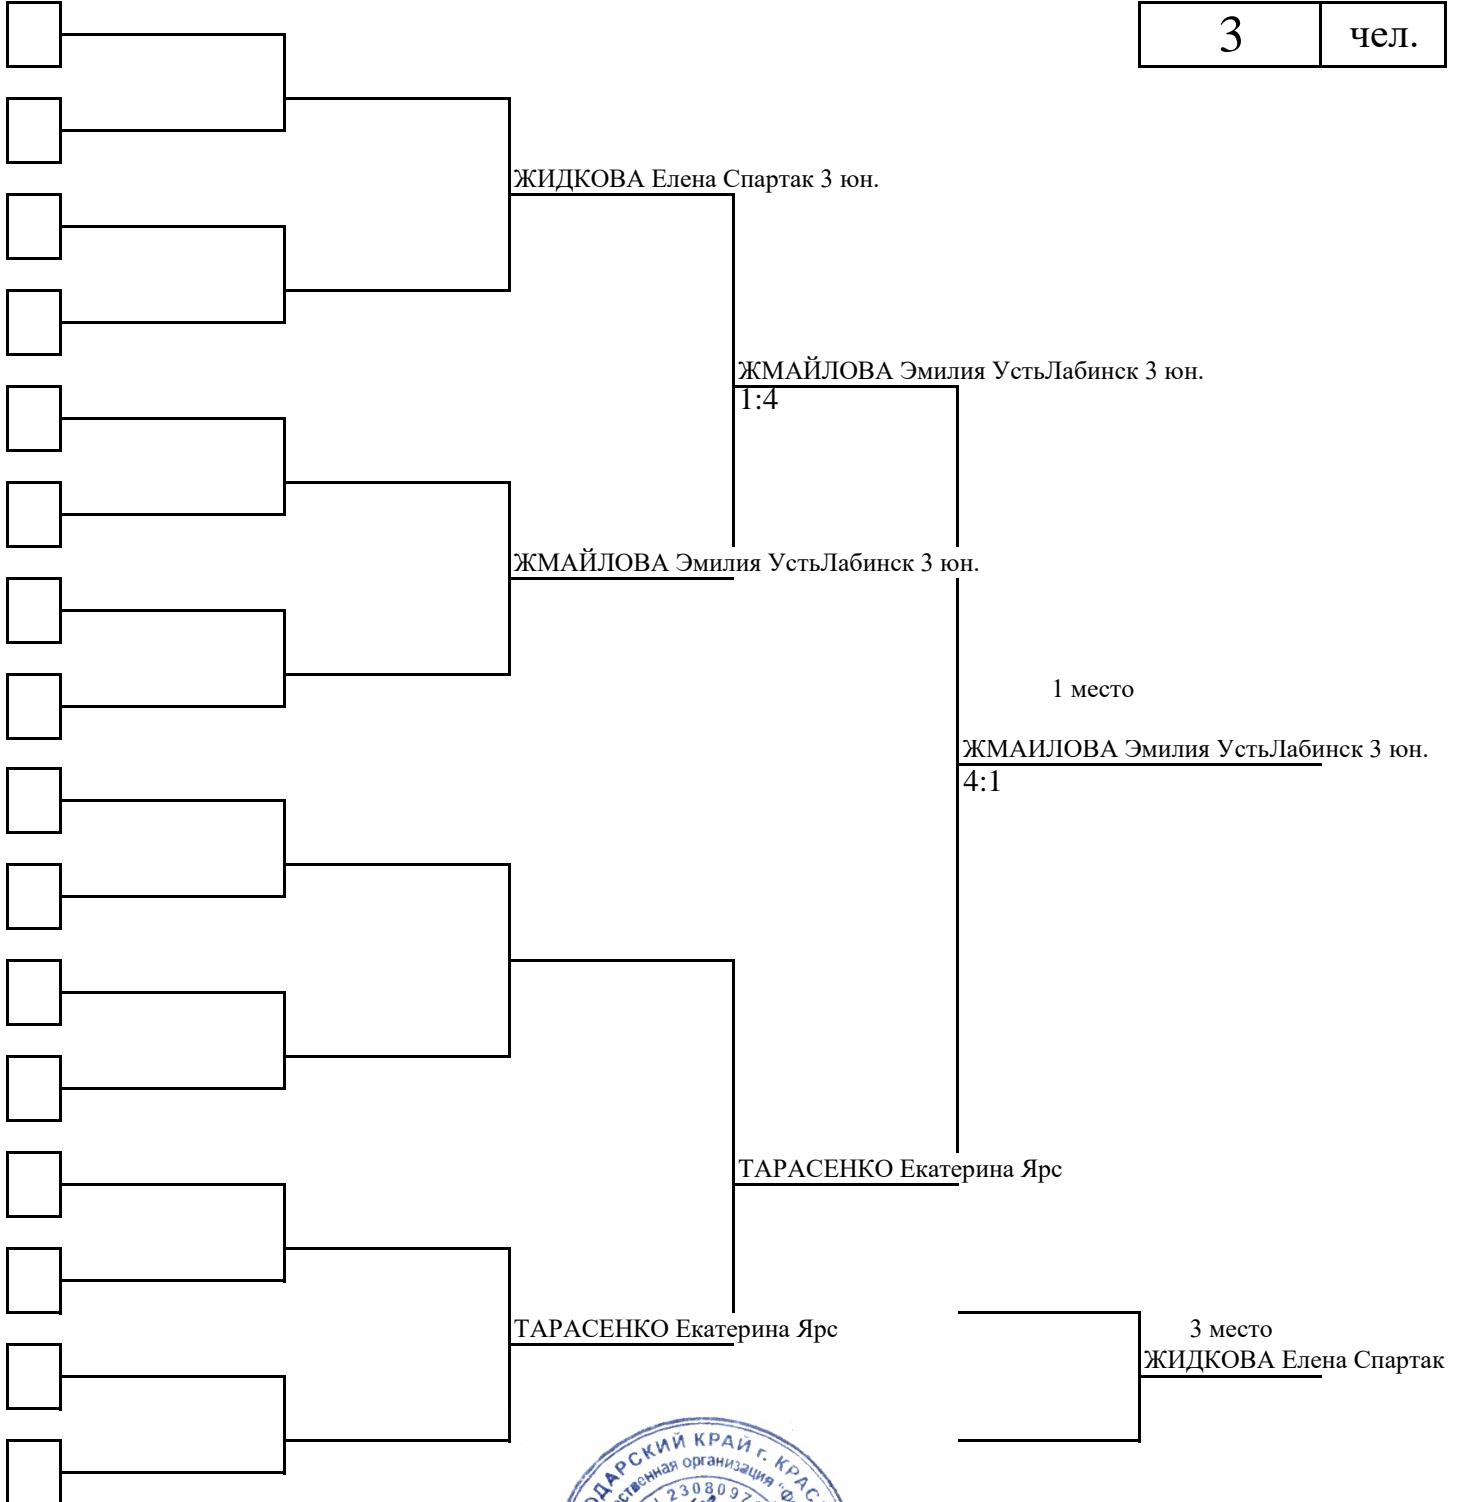 3 чел.
ЖИДКОВА Елена Спартак 3 юн.
ЖМАЙЛОВА Эмилия УстьЛабинск 3 юн.
1:4
ЖМАЙЛОВА Эмилия УстьЛабинск 3 юн.
1 место
ЖМАИЛОВА Эмилия УстьЛабинск 3 юн.
4:1
ТАРАСЕНКО Екатерина Ярс
ТАРАСЕНКО Екатерина Ярс
3 место
ЖИДКОВА Елена Спартак
КРАЙ г.
организация